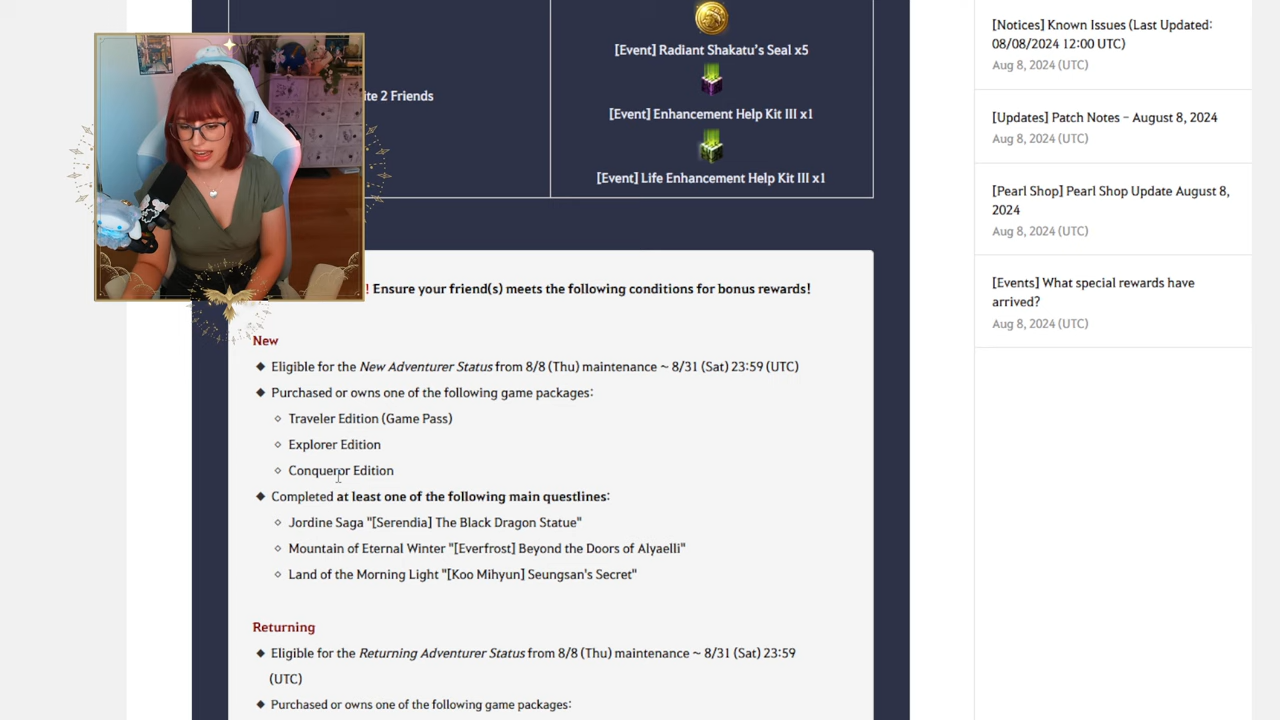 [Event] Radiant Shakatu's Seal x5
ite 2 Friends
[Event] Enhancement Help Kit III x1
[Event] Life Enhancement Help Kit III x1
! Ensure your friend(s) meets the following conditions for bonus rewards!
New
◆ Eligible for the New Adventurer Status from 8/8 (Thu) maintenance ~ 8/31 (Sat) 23:59 (UTC)
◆ Purchased or owns one of the following game packages:
◇ Traveler Edition (Game Pass)
◇ Explorer Edition
◇ Conqueror Edition
◆ Completed at least one of the following main questlines:
◇ Jordine Saga "[Serendia] The Black Dragon Statue"
◇ Mountain of Eternal Winter "[Everfrost] Beyond the Doors of Alyaelli"
◇ Land of the Morning Light "[Koo Mihyun] Seungsan's Secret"
Returning
◆ Eligible for the Returning Adventurer Status from 8/8 (Thu) maintenance ~ 8/31 (Sat) 23:59
(UTC)
◆ Purchased or owns one of the following game packages:
[Notices] Known Issues (Last Updated:
08/08/2024 12:00 UTC)
Aug 8, 2024 (UTC)
[Updates] Patch Notes – August 8, 2024
Aug 8, 2024 (UTC)
[Pearl Shop] Pearl Shop Update August 8,
2024
Aug 8, 2024 (UTC)
[Events] What special rewards have
arrived?
Aug 8, 2024 (UTC)